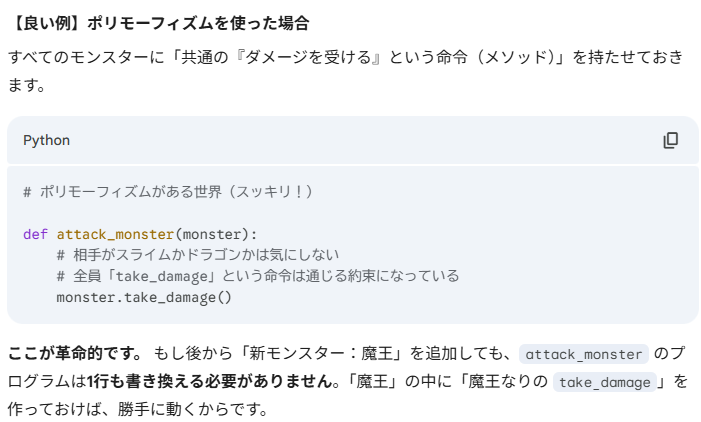 【良い例】ポリモーフィズムを使った場合
すべてのモンスターに「共通の『ダメージを受ける』という命令（メソッド）」を持たせておき
ます。
Python
# ポリモーフィズムがある世界（スッキリ！）
def attack_monster(monster):
    # 相手がスライムかドラゴンかは気にしない
    # 全員「take_damage」という命令は通じる約束になっている
    monster.take_damage()
ここが革命的です。 もし後から「新モンスター：魔王」を追加しても、 attack_monster のプ
ログラムは1行も書き換える必要がありません。「魔王」の中に「魔王なりの take_damage 」を
作っておけば、勝手に動くからです。